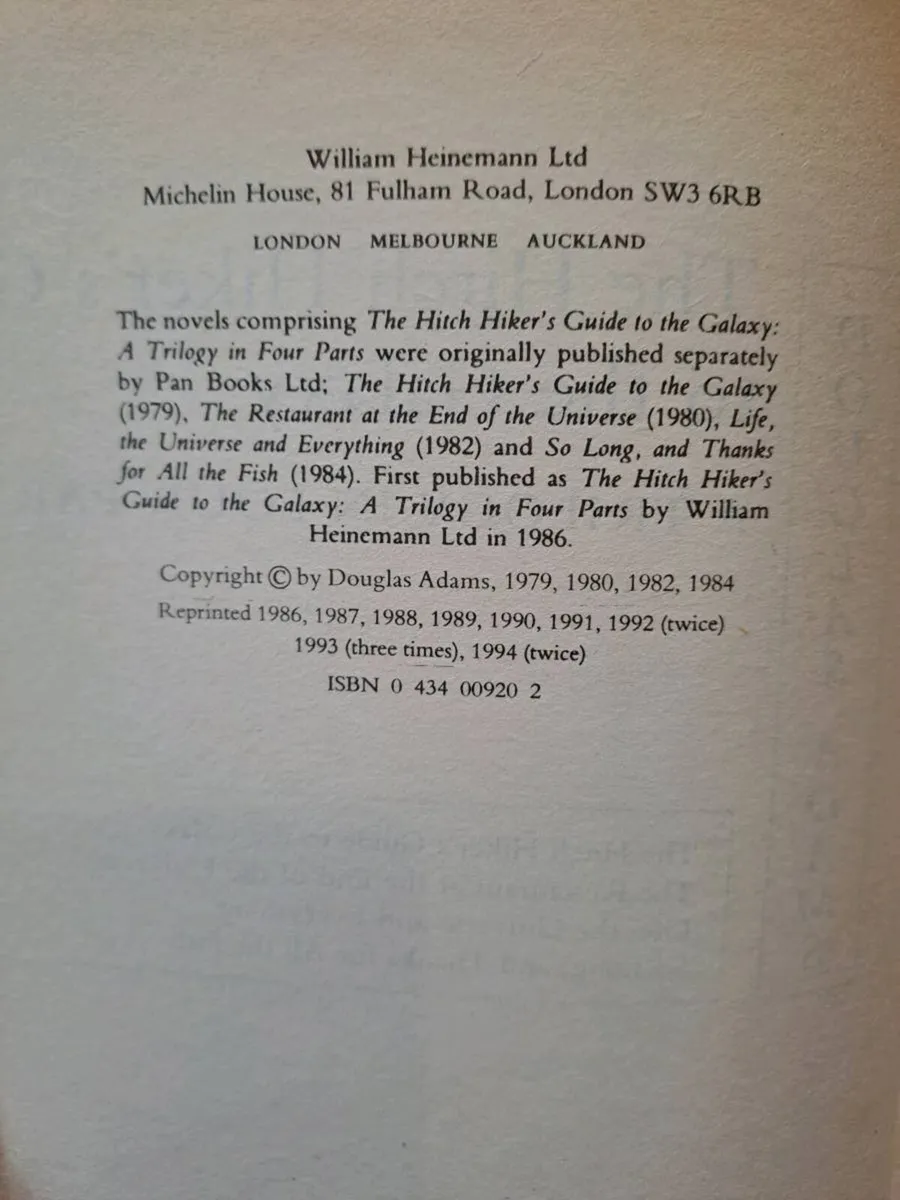 William Heinemann Ltd
Michelin House, 81 Fulham Road, London SW3 6RB
LONDON MELBOURNE AUCKLAND
The novels comprising The Hitch Hiker's Guide to the Galaxy:
A Trilogy in Four Parts were originally published separately
by Pan Books Ltd; The Hitch Hiker's Guide to the Galaxy
(1979), The Restaurant at the End of the Universe (1980), Life,
the Universe and Everything (1982) and So Long, and Thanks
for All the Fish (1984). First published as The Hitch Hiker's
Guide to the Galaxy: A Trilogy in Four Parts by William
Heinemann Ltd in 1986.
Copyright © by Douglas Adams, 1979, 1980, 1982, 1984
Reprinted 1986, 1987, 1988, 1989, 1990, 1991, 1992 (twice)
1993 (three times), 1994 (twice)
ISBN 0 434 00920 2